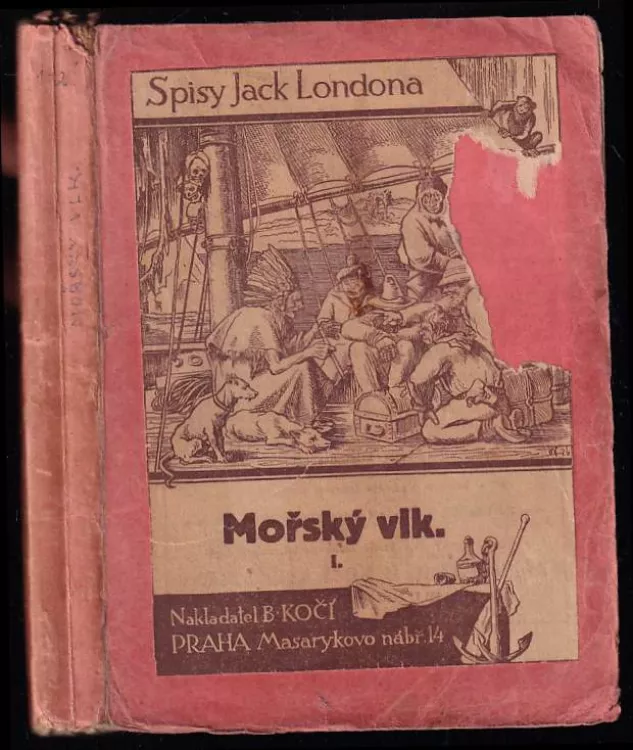 Spisy Jack Londona
MOŘSKÝ VLK.
Mořský vlk.
I.
Nakladatel B. KOČÍ
PRAHA Masarykovo nábř. 14